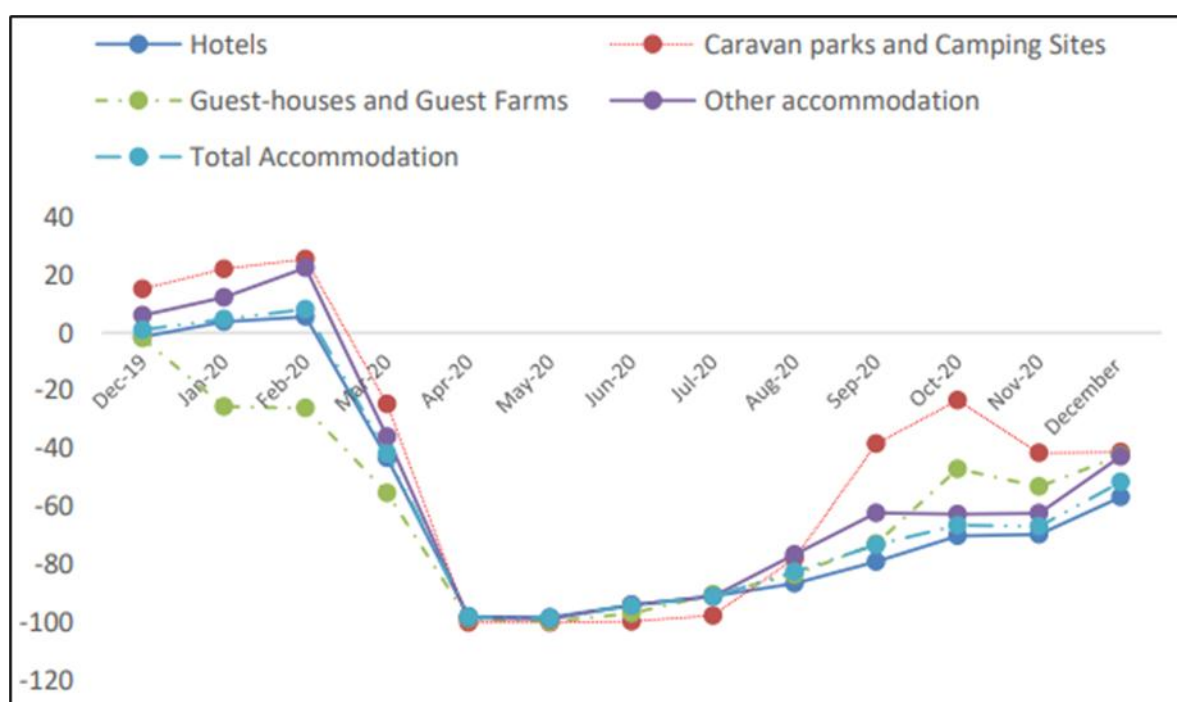 Hotels
Caravan parks and Camping Sites
Guest-houses and Guest Farms
Other accommodation
Total Accommodation
40
20
0
-20
-40
-60
-80
-100
-120
Dec-19
Jan-20
Feb-20
Mar-20
Apr-20
May-20
Jun-20
Jul-20
Aug-20
Sep-20
Oct-20
Nov-20
December